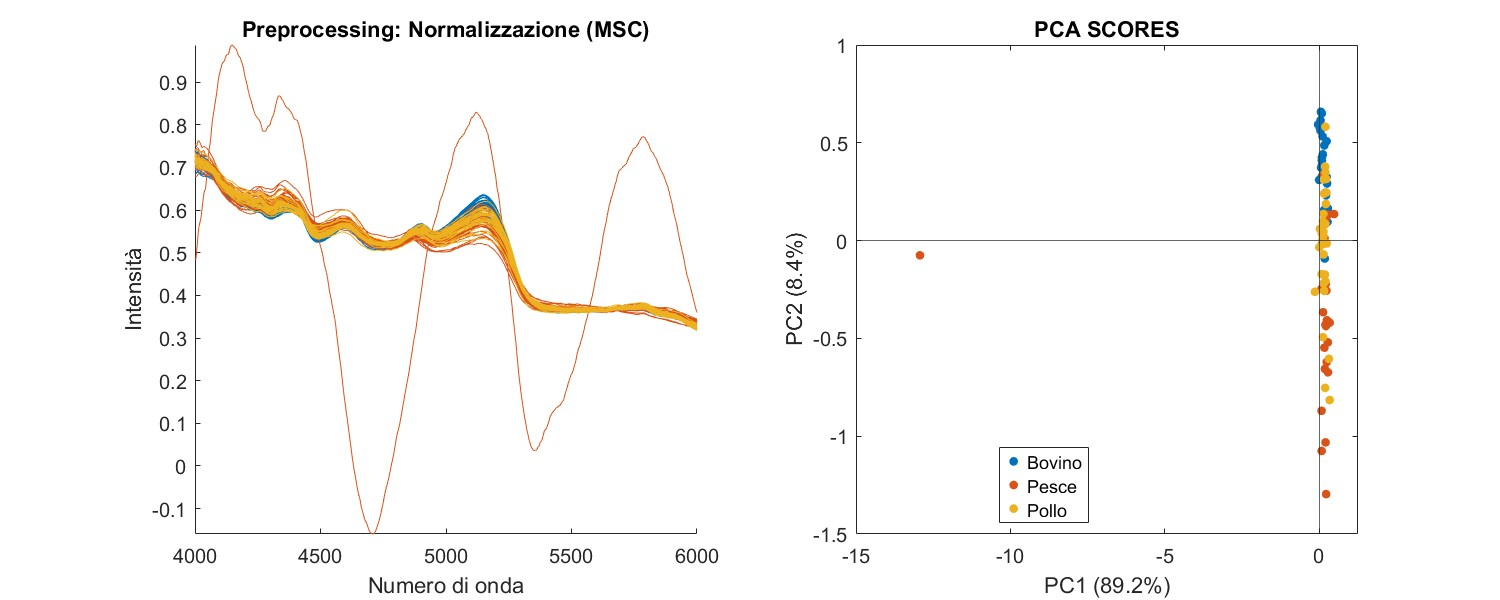 Preprocessing: Normalizzazione (MSC)
Intensità
0.9
0.8
0.7
0.6
0.5
0.4
0.3
0.2
0.1
0
-0.1
4000
4500
5000
5500
6000
Numero di onda
PCA SCORES
PC2 (8.4%)
1
0.5
0
-0.5
-1
-1.5
-15
-10
-5
0
PC1 (89.2%)
Bovino
Pesce
Pollo